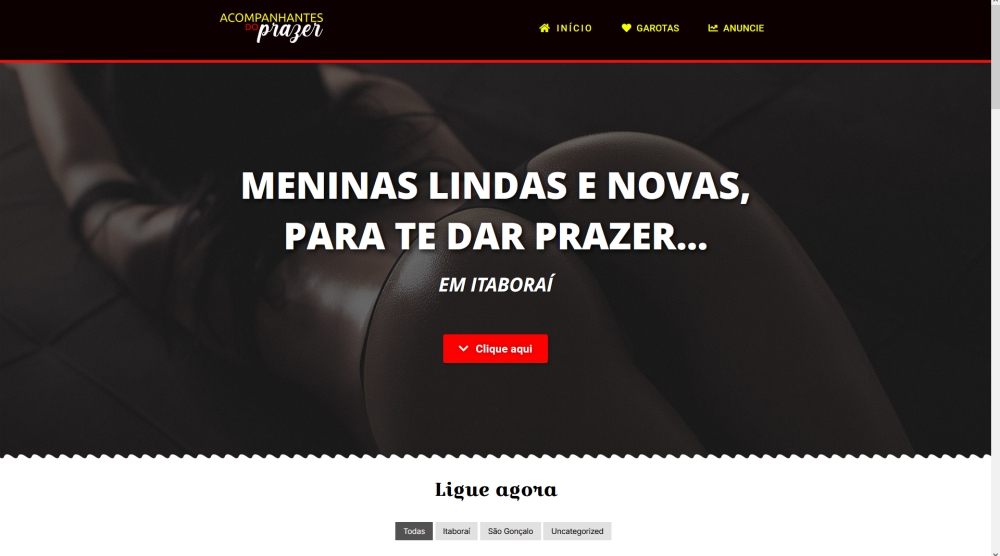 ACOMPANHANTES
DO prazer
INÍCIO
GAROTAS
ANUNCIE
MENINAS LINDAS E NOVAS,
PARA TE DAR PRAZER...
EM ITABORAÍ
Clique aqui
Ligue agora
Todas
Itaboraí
São Gonçalo
Uncategorized